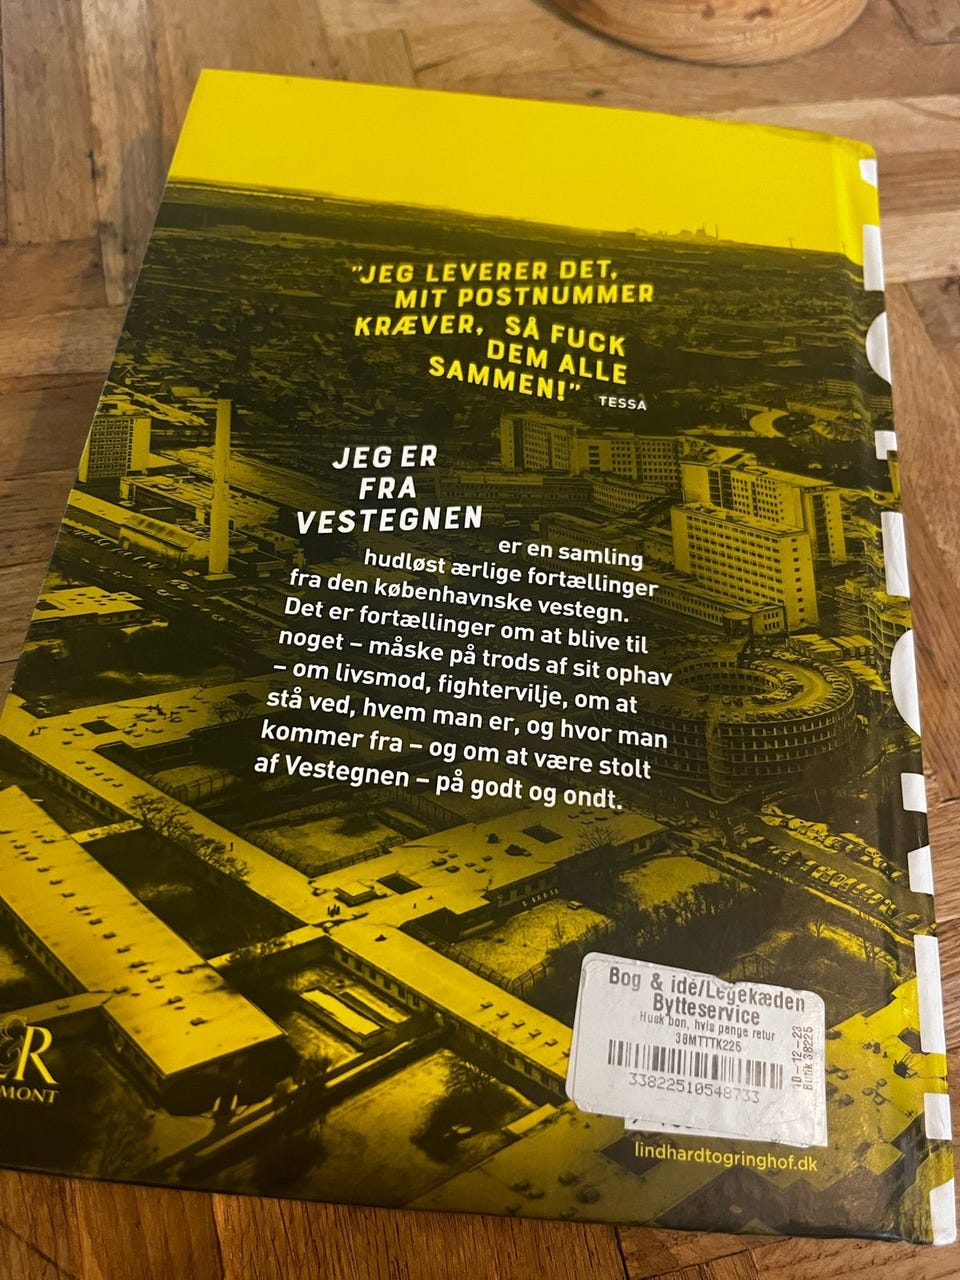 "JEG LEVERER DET,
MIT POSTNUMMER
KRÆVER, SÅ FUCK
DEM ALLE
SAMMEN!" TESSA
JEG ER
FRA
VESTEGNEN
er en samling
hudløst ærlige fortællinger
fra den københavnske vestegn.
Det er fortællinger om at blive til
noget – måske på trods af sit ophav
– om livsmod, fightervilje, om at
stå ved, hvem man er, og hvor man
kommer fra – og om at være stolt
af Vestegnen – på godt og ondt.
Bog & idé/Legekæden
Bytteservice
Husk bon, hvis penge retur
38MTTTK225
33822510548733
10-12-23
Butik 38225
lindhardtogringhof.dk
&R
MONT